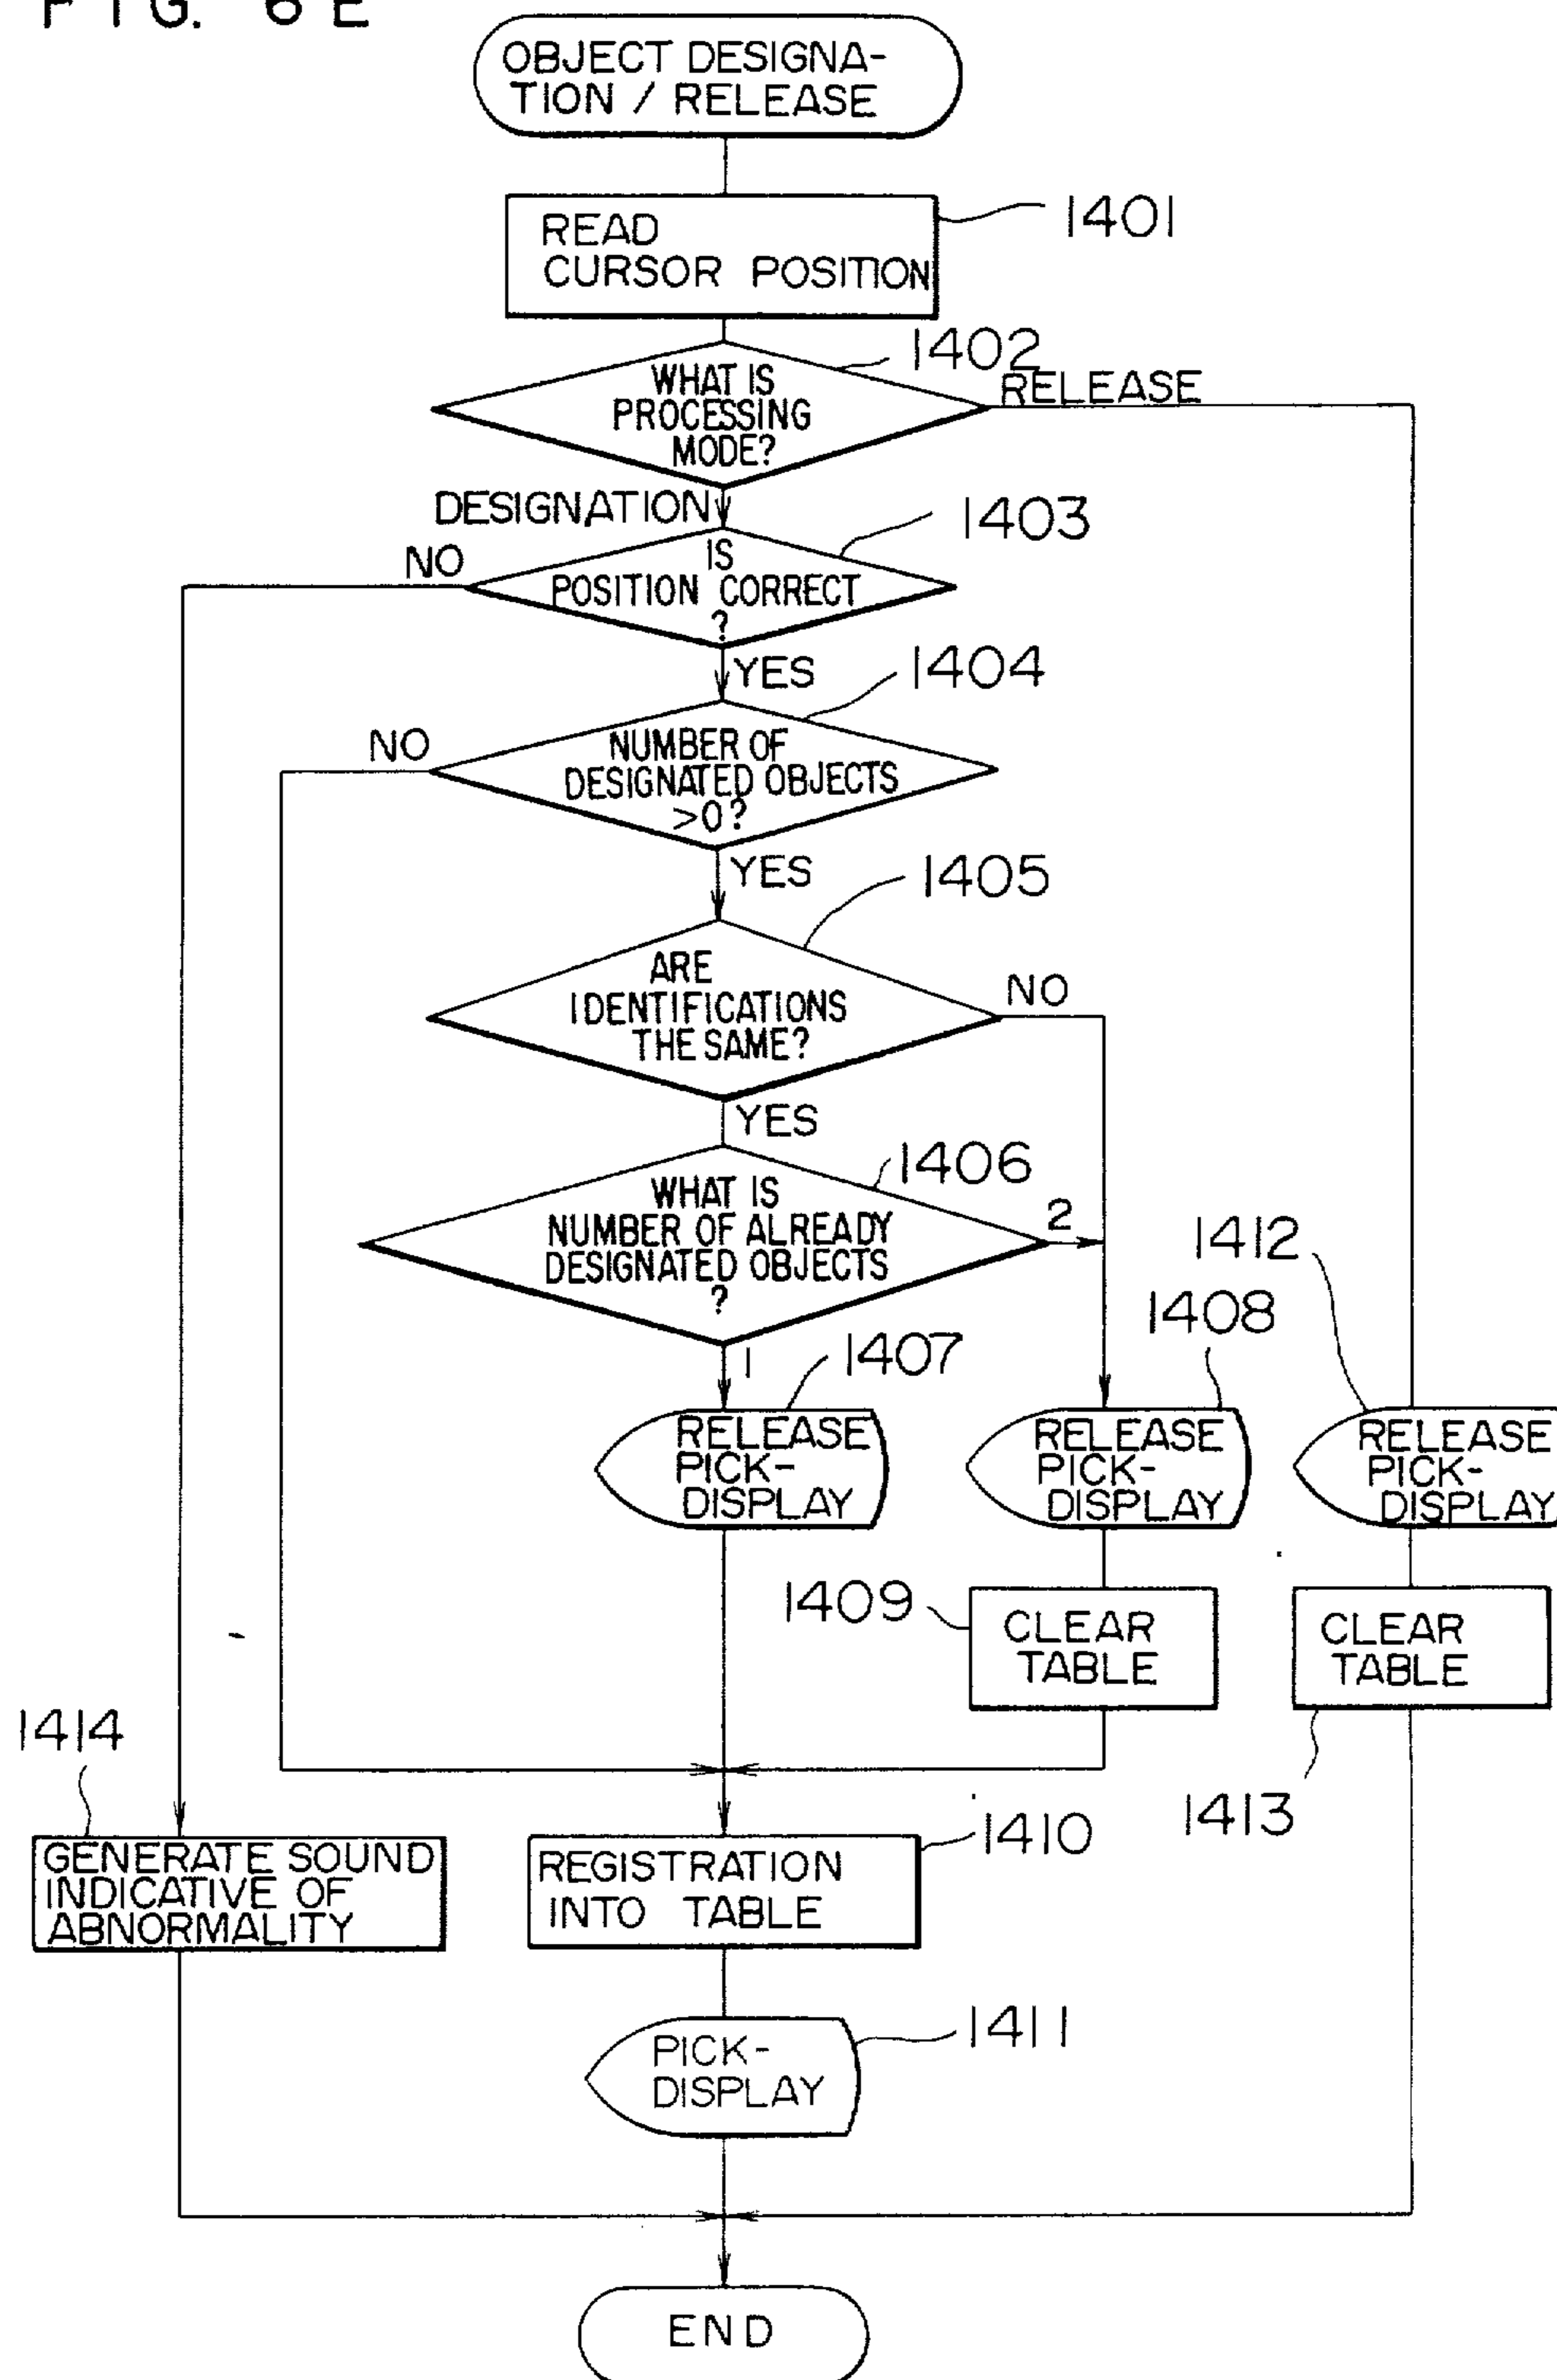 FIG. 6E
OBJECT DESIGNA-
TION / RELEASE
READ
CURSOR POSITION
1401
WHAT IS
PROCESSING
MODE?
1402
RELEASE
DESIGNATION
IS
POSITION CORRECT
?
1403
NO
YES
NUMBER OF
DESIGNATED OBJECTS
>0?
1404
NO
YES
ARE
IDENTIFICATIONS
THE SAME?
1405
NO
YES
WHAT IS
NUMBER OF ALREADY
DESIGNATED OBJECTS
?
1406
2
1
RELEASE
PICK-
DISPLAY
1407
RELEASE
PICK-
DISPLAY
1408
RELEASE
PICK-
DISPLAY
1412
CLEAR
TABLE
1409
CLEAR
TABLE
1413
GENERATE SOUND
INDICATIVE OF
ABNORMALITY
1414
REGISTRATION
INTO TABLE
1410
PICK-
DISPLAY
1411
END